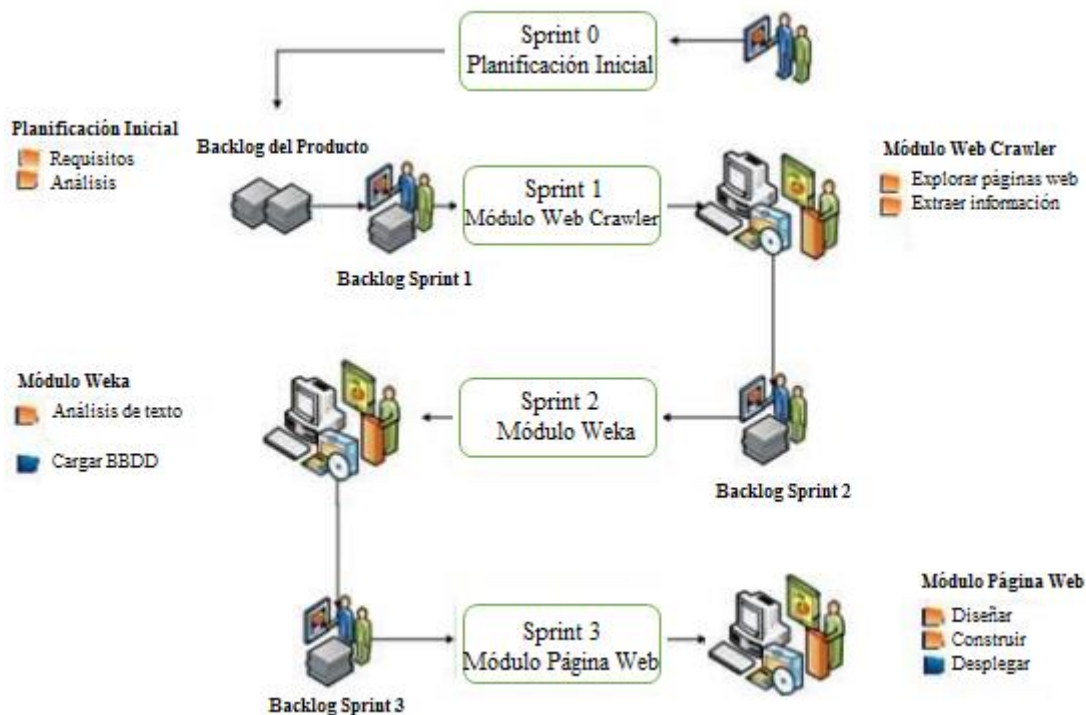 Sprint 0
Planificación Inicial
Planificación Inicial
Requisitos
Análisis
Backlog del Producto
Sprint 1
Módulo Web Crawler
Backlog Sprint 1
Módulo Web Crawler
Explorar páginas web
Extraer información
Módulo Weka
Análisis de texto
Cargar BBDD
Sprint 2
Módulo Weka
Backlog Sprint 2
Backlog Sprint 3
Sprint 3
Módulo Página Web
Módulo Página Web
Diseñar
Construir
Desplegar